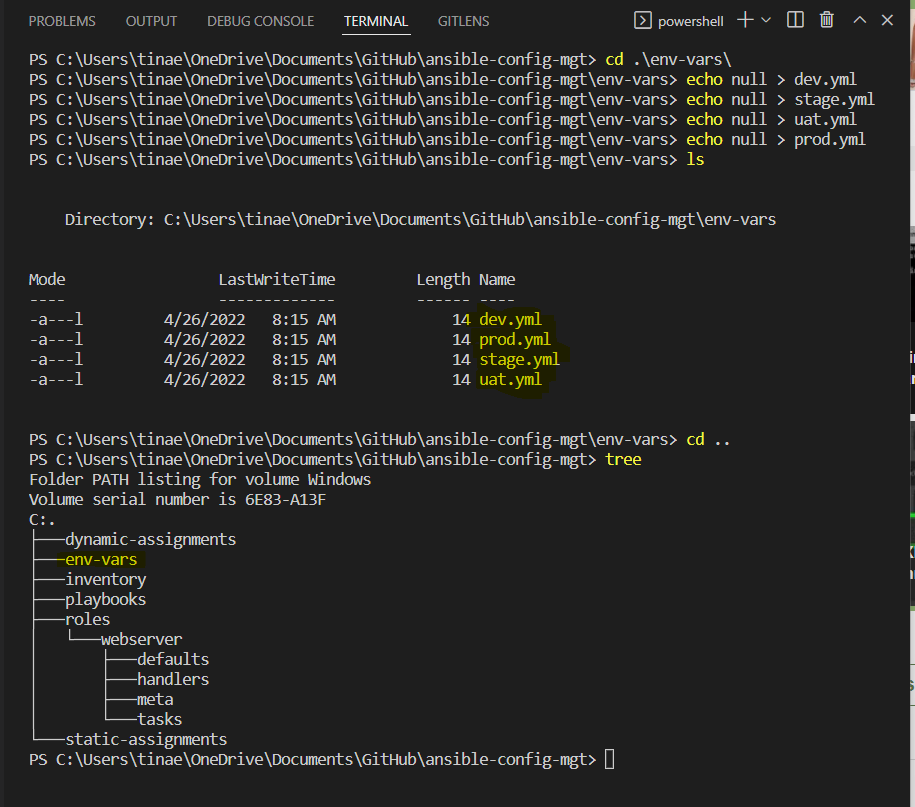 PROBLEMS OUTPUT DEBUG CONSOLE TERMINAL GITLENS powershell
PS C:\Users\tinae\OneDrive\Documents\GitHub\ansible-config-mgt> cd .\env-vars\
PS C:\Users\tinae\OneDrive\Documents\GitHub\ansible-config-mgt\env-vars> echo null > dev.yml
PS C:\Users\tinae\OneDrive\Documents\GitHub\ansible-config-mgt\env-vars> echo null > stage.yml
PS C:\Users\tinae\OneDrive\Documents\GitHub\ansible-config-mgt\env-vars> echo null > uat.yml
PS C:\Users\tinae\OneDrive\Documents\GitHub\ansible-config-mgt\env-vars> echo null > prod.yml
PS C:\Users\tinae\OneDrive\Documents\GitHub\ansible-config-mgt\env-vars> ls
    Directory: C:\Users\tinae\OneDrive\Documents\GitHub\ansible-config-mgt\env-vars
Mode                 LastWriteTime         Length Name
----                 -------------         ------ ----
-a---l         4/26/2022   8:15 AM             14 dev.yml
-a---l         4/26/2022   8:15 AM             14 prod.yml
-a---l         4/26/2022   8:15 AM             14 stage.yml
-a---l         4/26/2022   8:15 AM             14 uat.yml
PS C:\Users\tinae\OneDrive\Documents\GitHub\ansible-config-mgt\env-vars> cd ..
PS C:\Users\tinae\OneDrive\Documents\GitHub\ansible-config-mgt> tree
Folder PATH listing for volume Windows
Volume serial number is 6E83-A13F
C:.
├───dynamic-assignments
├───env-vars
├───inventory
├───playbooks
├───roles
│   └───webserver
│       ├───defaults
│       ├───handlers
│       ├───meta
│       └───tasks
└───static-assignments
PS C:\Users\tinae\OneDrive\Documents\GitHub\ansible-config-mgt>